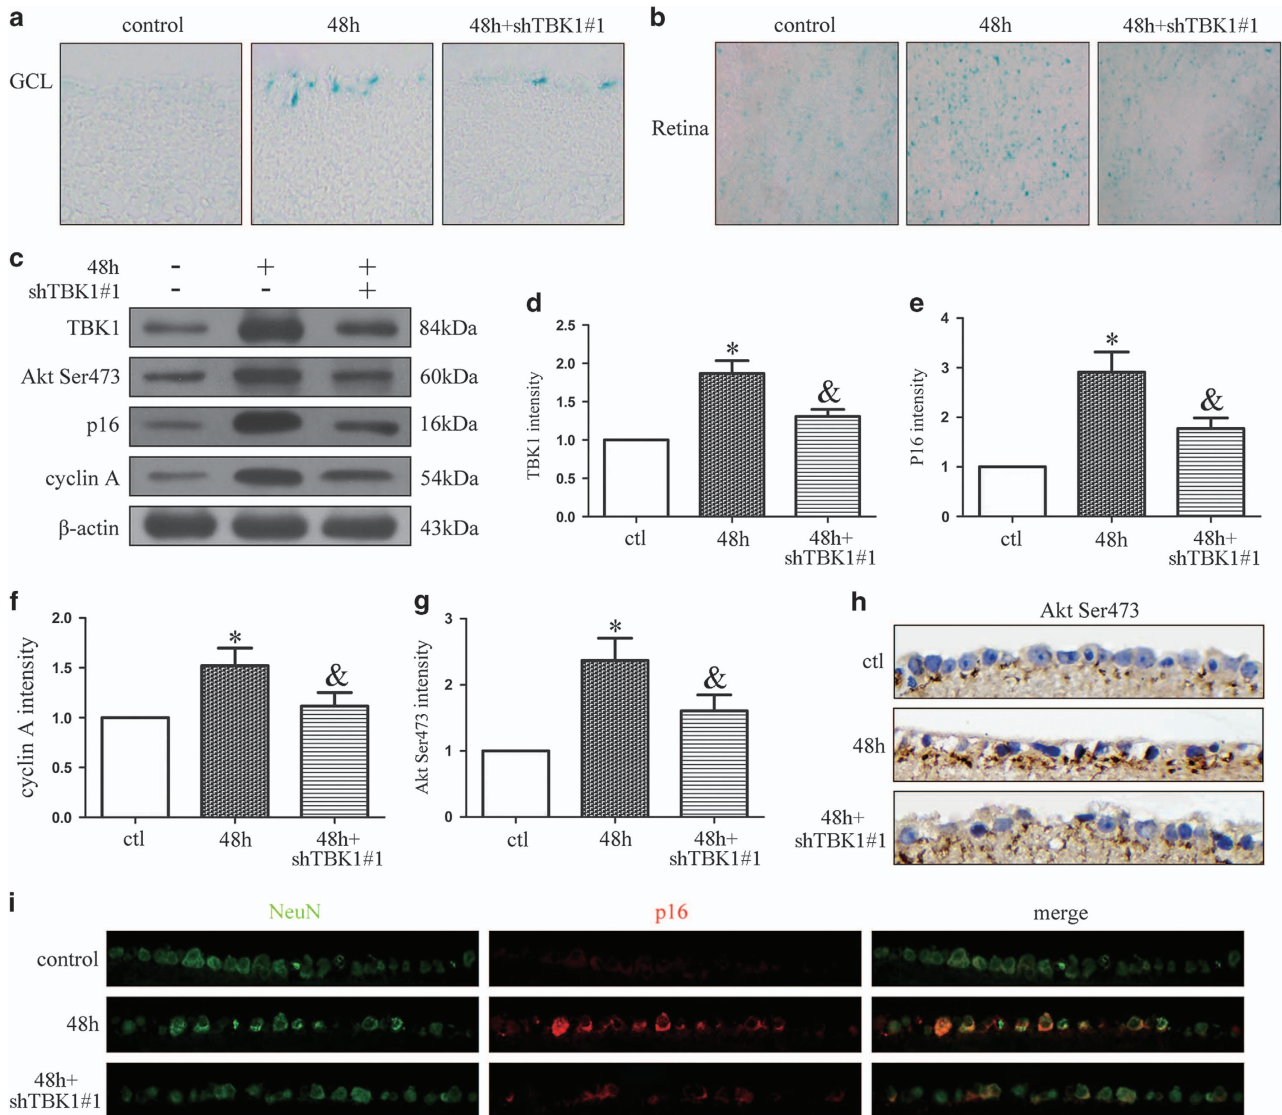 a
control
48h
48h+shTBK1#1
GCL
b
control
48h
48h+shTBK1#1
Retina
c
48h - + +
shTBK1#1 - - +
TBK1 84kDa
Akt Ser473 60kDa
p16 16kDa
cyclin A 54kDa
β-actin 43kDa
d
TBK1 intensity
2.5
2.0
1.5
1.0
0.5
0.0
*
&
ctl
48h
48h+
shTBK1#1
e
P16 intensity
4
3
2
1
0
*
&
ctl
48h
48h+
shTBK1#1
f
cyclin A intensity
2.0
1.5
1.0
0.5
0.0
*
&
ctl
48h
48h+
shTBK1#1
g
Akt Ser473 intensity
3
2
1
0
*
&
ctl
48h
48h+
shTBK1#1
h
Akt Ser473
ctl
48h
48h+
shTBK1#1
i
NeuN
p16
merge
control
48h
48h+
shTBK1#1